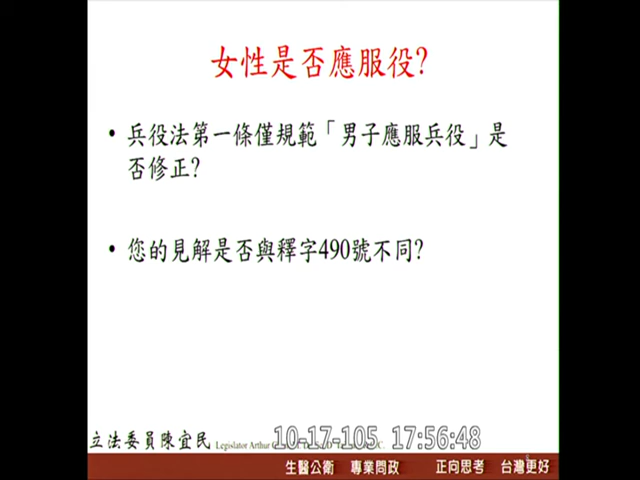 女性是否應服役?
• 兵役法第一條僅規範「男子應服兵役」是
否修正?
• 您的見解是否與釋字490號不同?
立法委員陳宜民 Legislator Arthur
10-17-105 17:56:48
生醫公衛 專業問政 正向思考 台灣更好